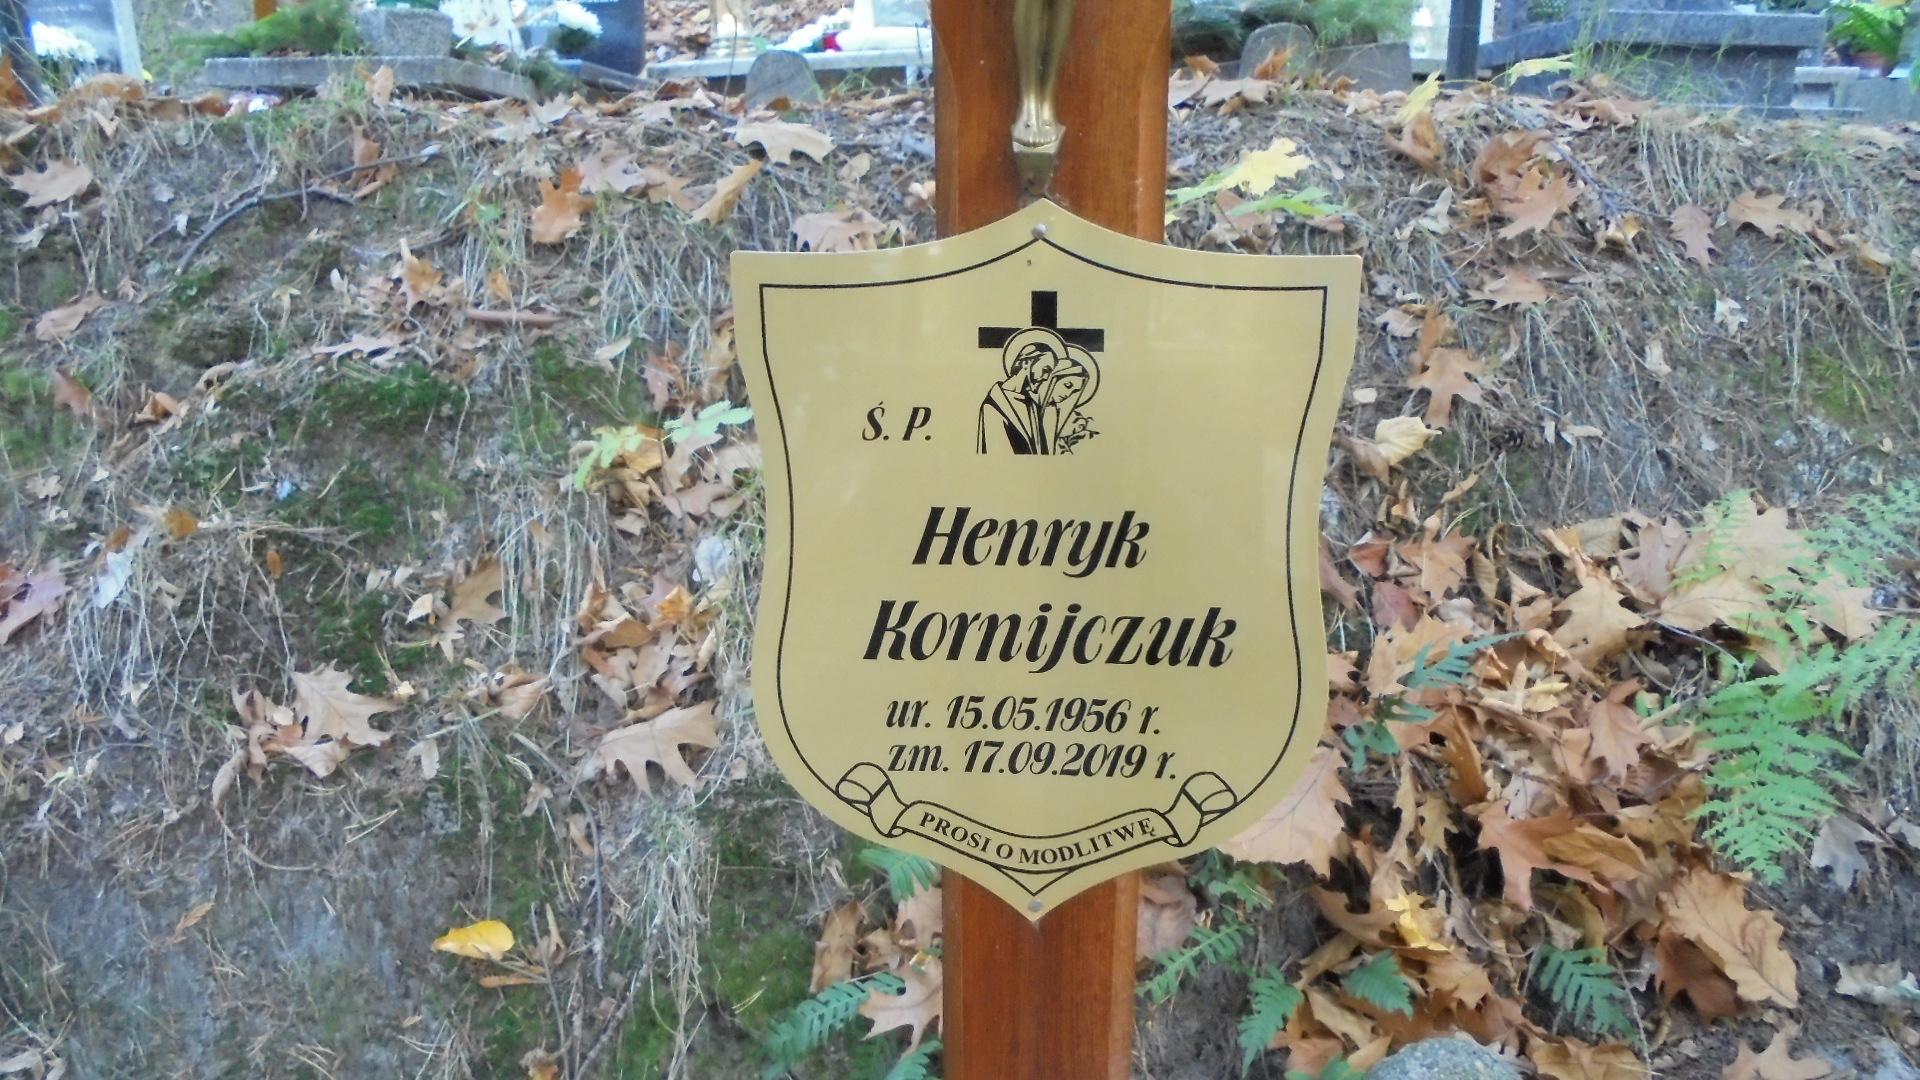 Ś. P.
Henryk
Kornijczuk
ur. 15.05.1956 r.
zm. 17.09.2019 r.
PROSI O MODLITWĘ